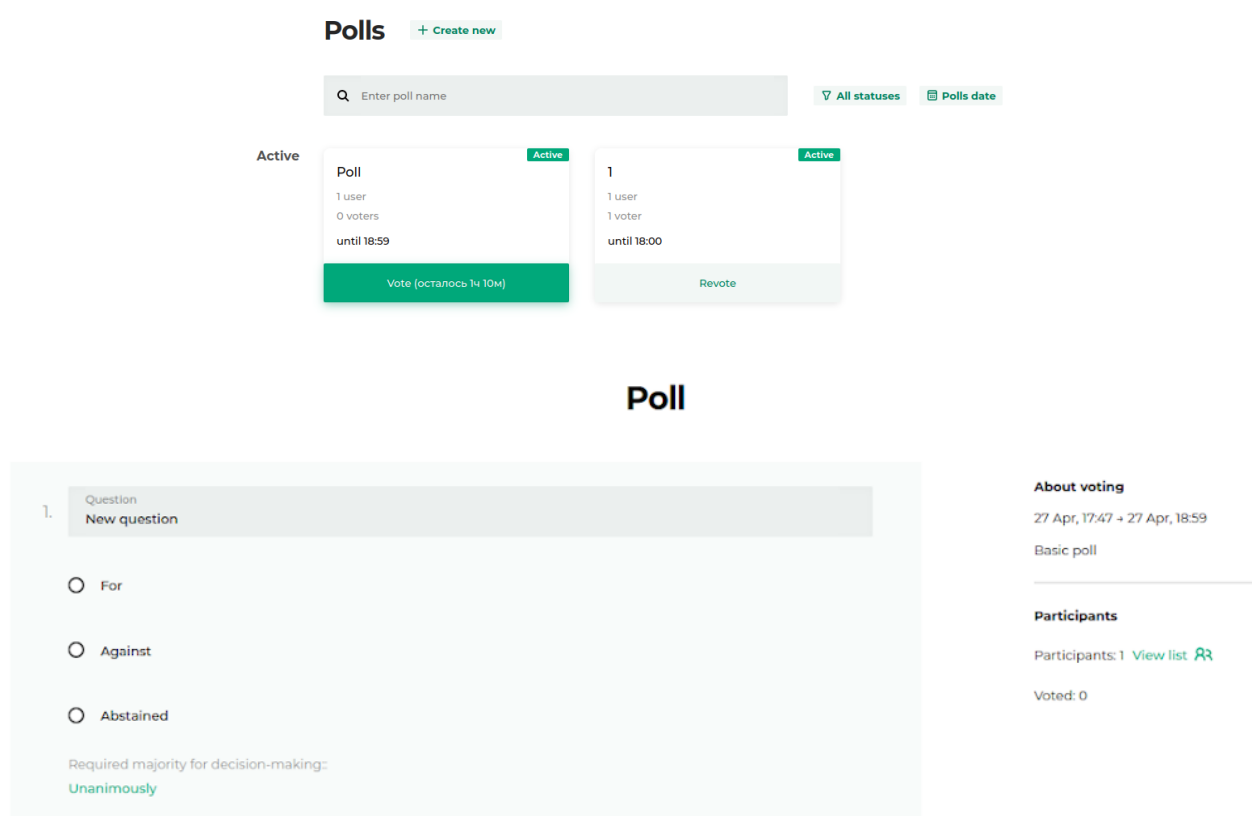 Polls
+ Create new
Enter poll name
All statuses
Polls date
Active
Active
Poll
1 user
0 voters
until 18:59
Vote (осталось 1ч 10м)
Active
1
1 user
1 voter
until 18:00
Revote
Poll
1.
Question
New question
For
Against
Abstained
Required majority for decision-making::
Unanimously
About voting
27 Apr, 17:47 → 27 Apr, 18:59
Basic poll
Participants
Participants: 1 View list
Voted: 0